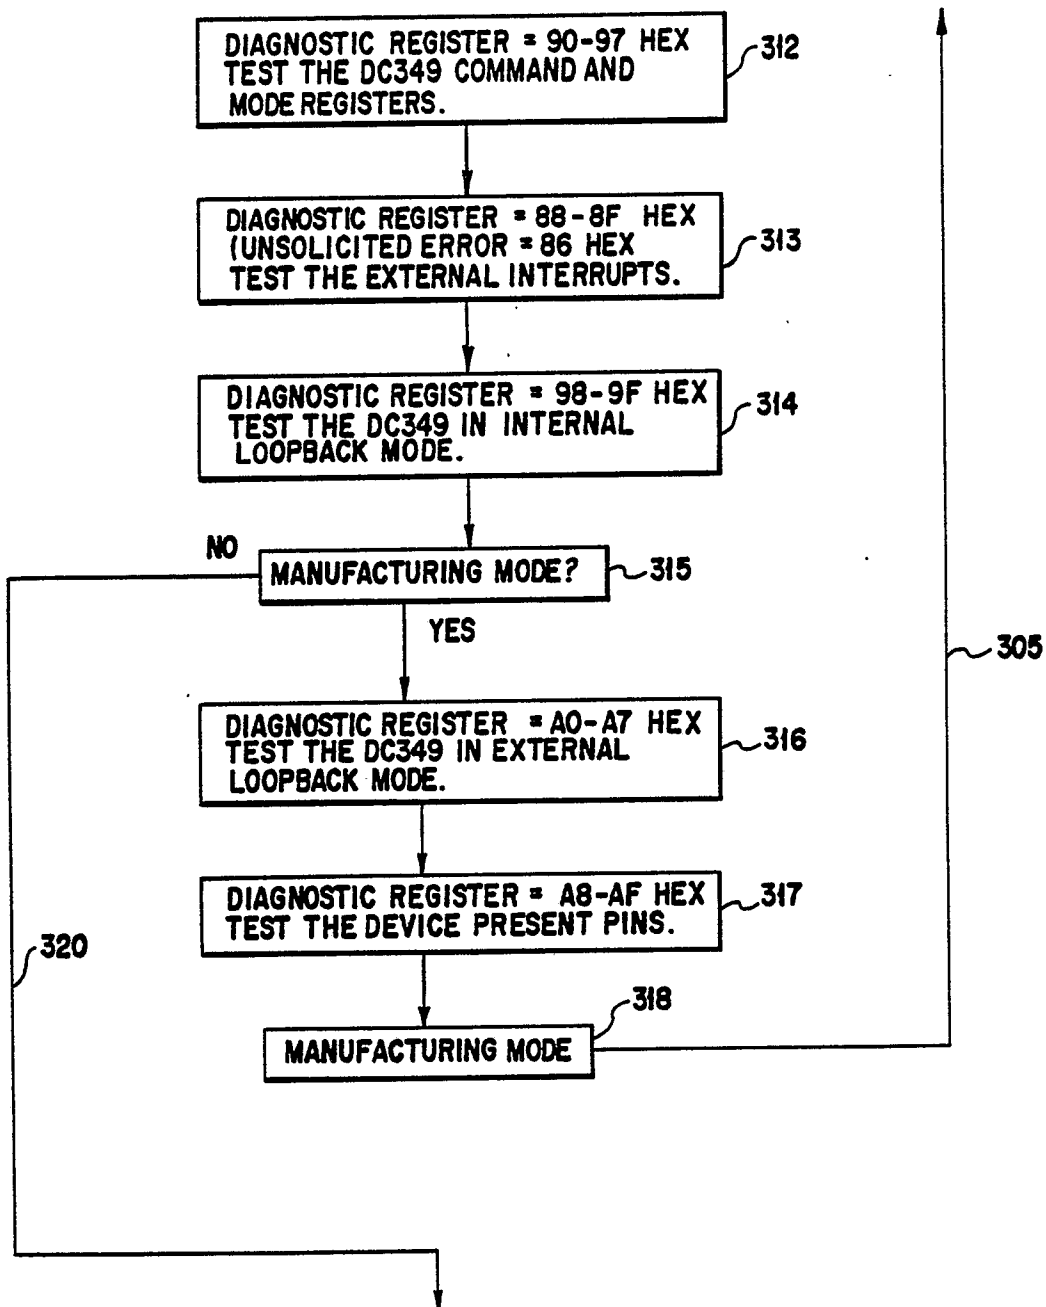 DIAGNOSTIC REGISTER = 90-97 HEX
TEST THE DC349 COMMAND AND
MODE REGISTERS.
312
DIAGNOSTIC REGISTER = 88-8F HEX
(UNSOLICITED ERROR = 86 HEX
TEST THE EXTERNAL INTERRUPTS.
313
DIAGNOSTIC REGISTER = 98-9F HEX
TEST THE DC349 IN INTERNAL
LOOPBACK MODE.
314
NO
MANUFACTURING MODE?
315
YES
305
DIAGNOSTIC REGISTER = A0-A7 HEX
TEST THE DC349 IN EXTERNAL
LOOPBACK MODE.
316
DIAGNOSTIC REGISTER = A8-AF HEX
TEST THE DEVICE PRESENT PINS.
317
320
318
MANUFACTURING MODE